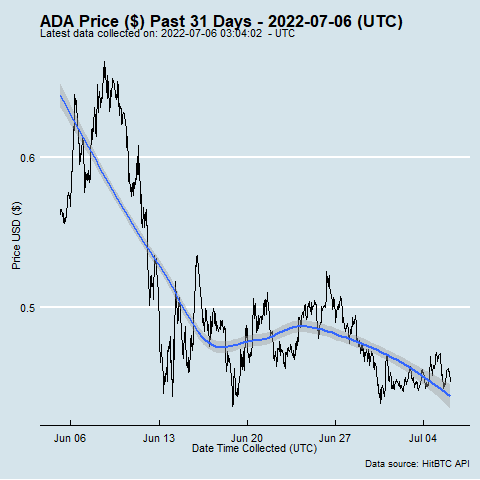 ADA Price ($) Past 31 Days - 2022-07-06 (UTC)
Latest data collected on: 2022-07-06 03:04:02 - UTC
0.6
0.5
Price USD ($)
Jun 06 Jun 13 Jun 20 Jun 27 Jul 04
Date Time Collected (UTC)
Data source: HitBTC API